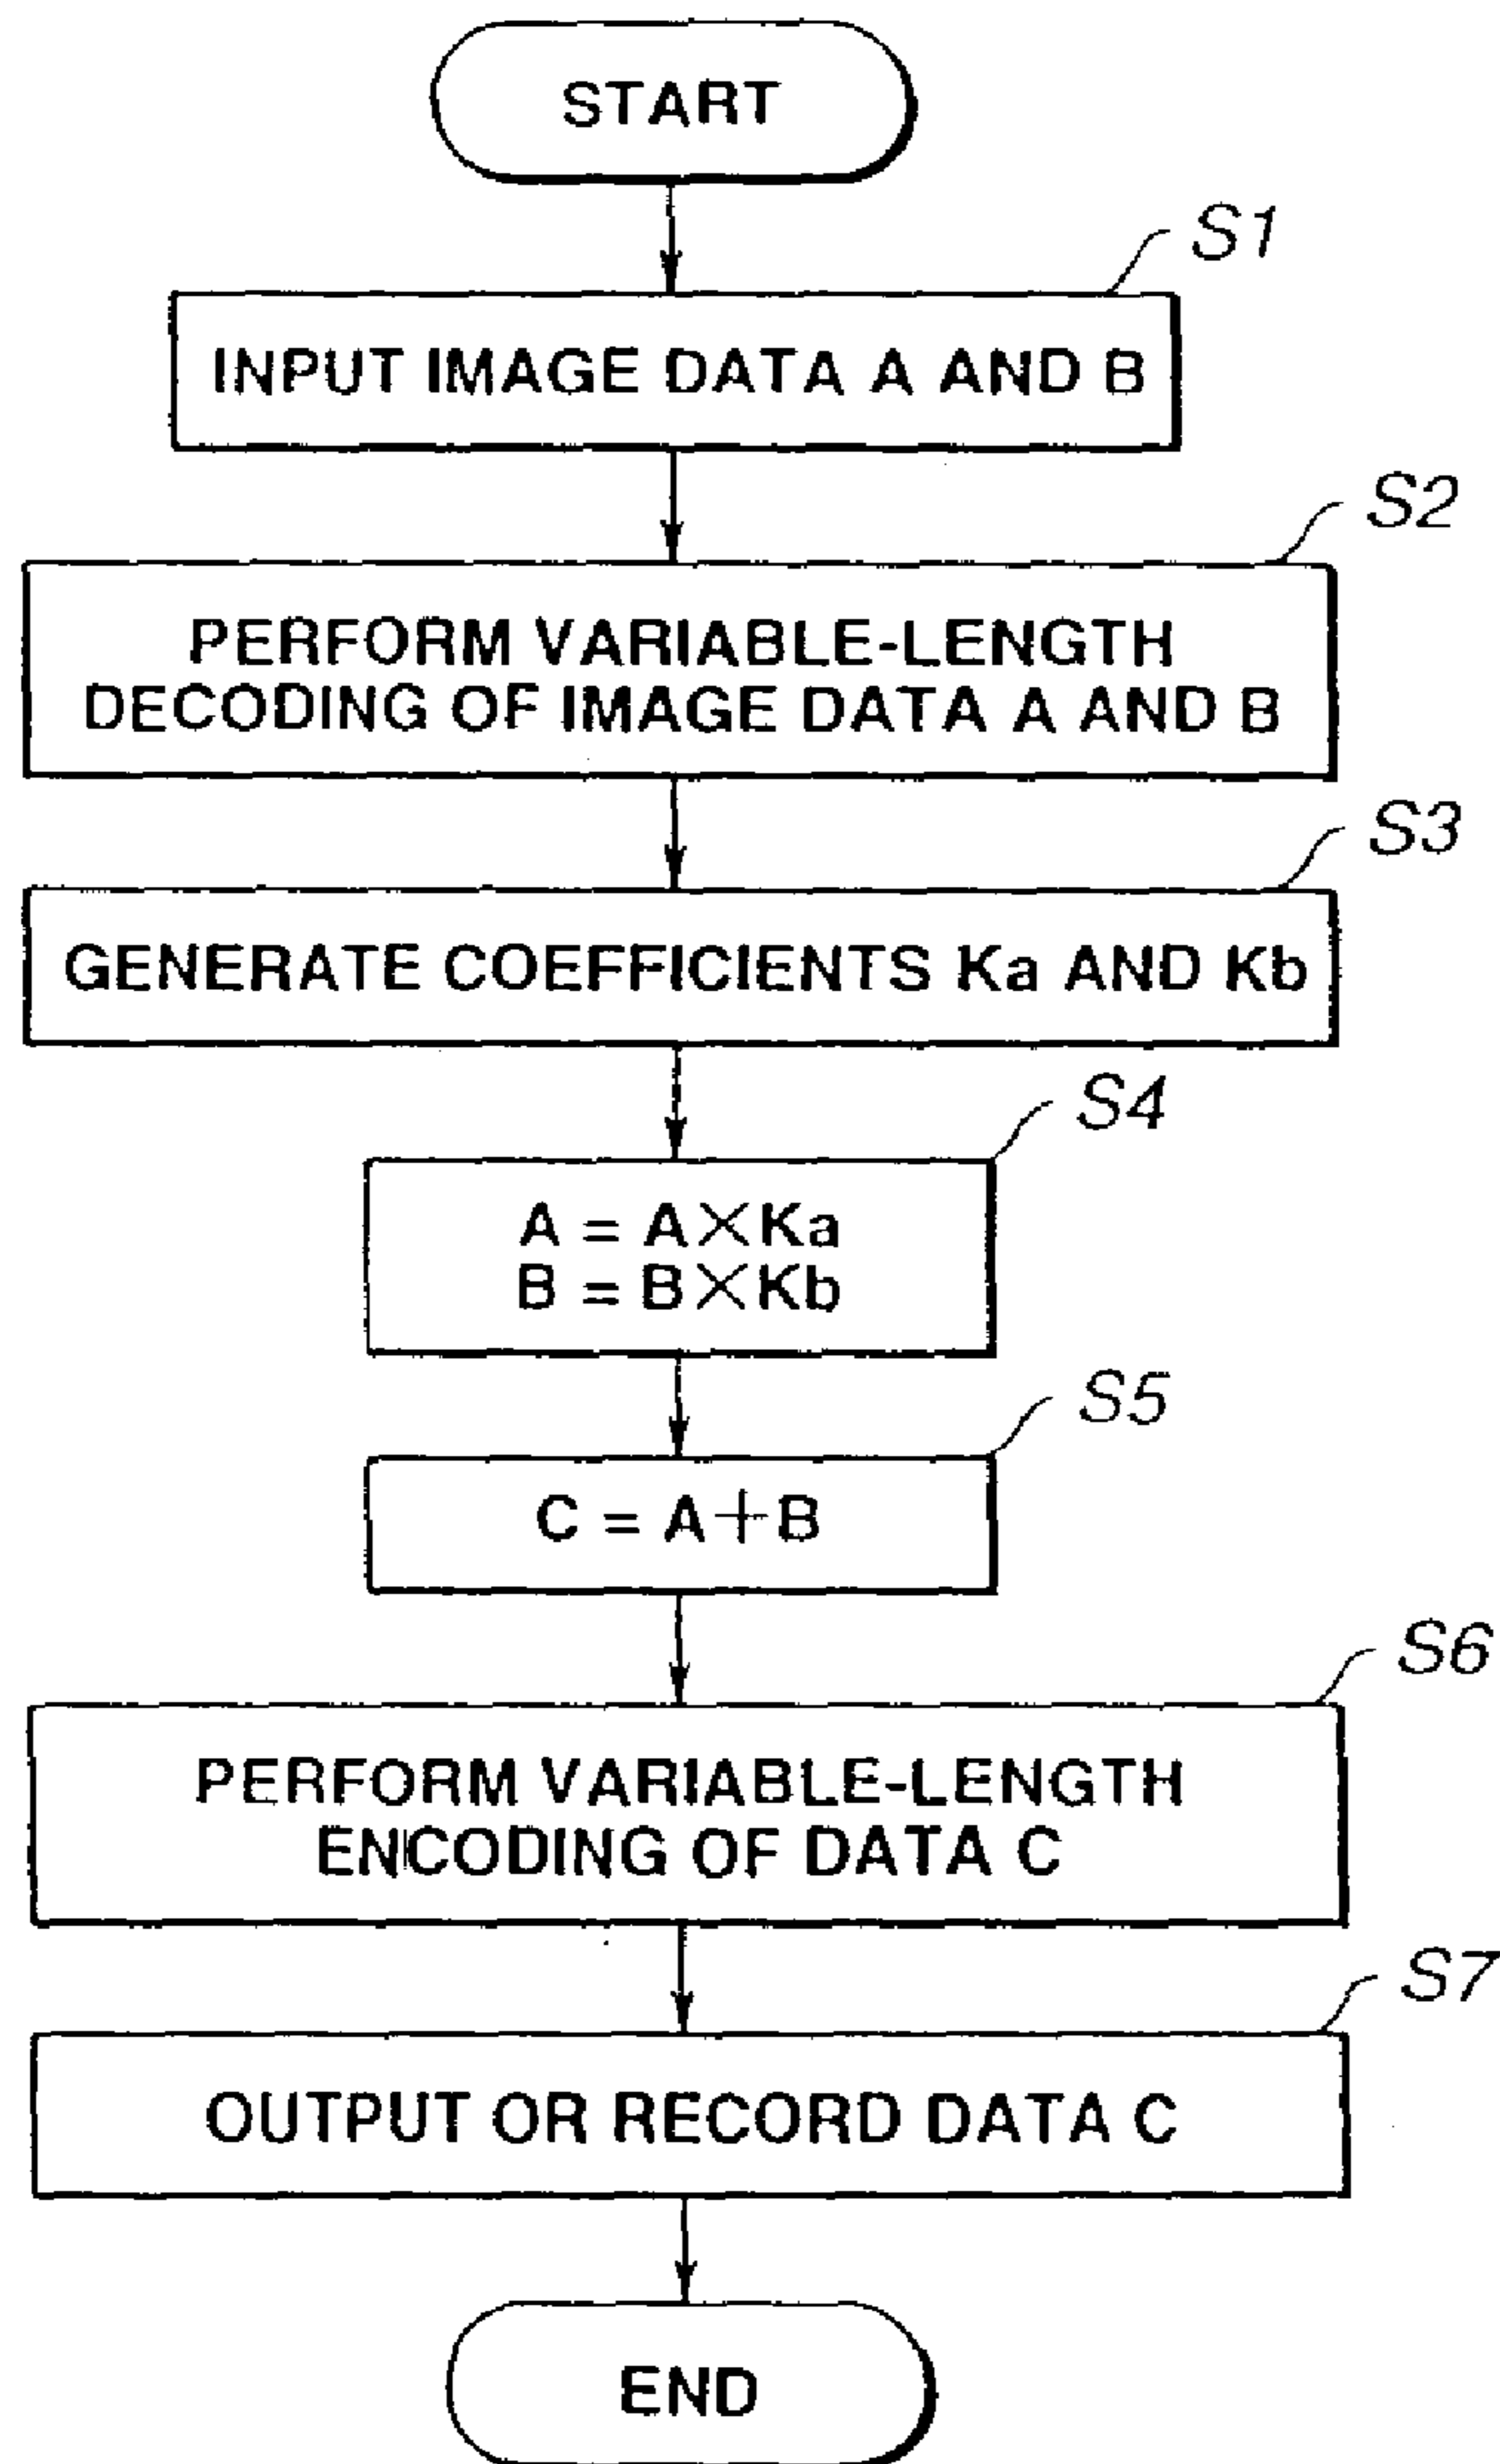 START
S1
INPUT IMAGE DATA A AND B
S2
PERFORM VARIABLE-LENGTH
DECODING OF IMAGE DATA A AND B
S3
GENERATE COEFFICIENTS Ka AND Kb
S4
A = A×Ka
B = B×Kb
S5
C = A+B
S6
PERFORM VARIABLE-LENGTH
ENCODING OF DATA C
S7
OUTPUT OR RECORD DATA C
END